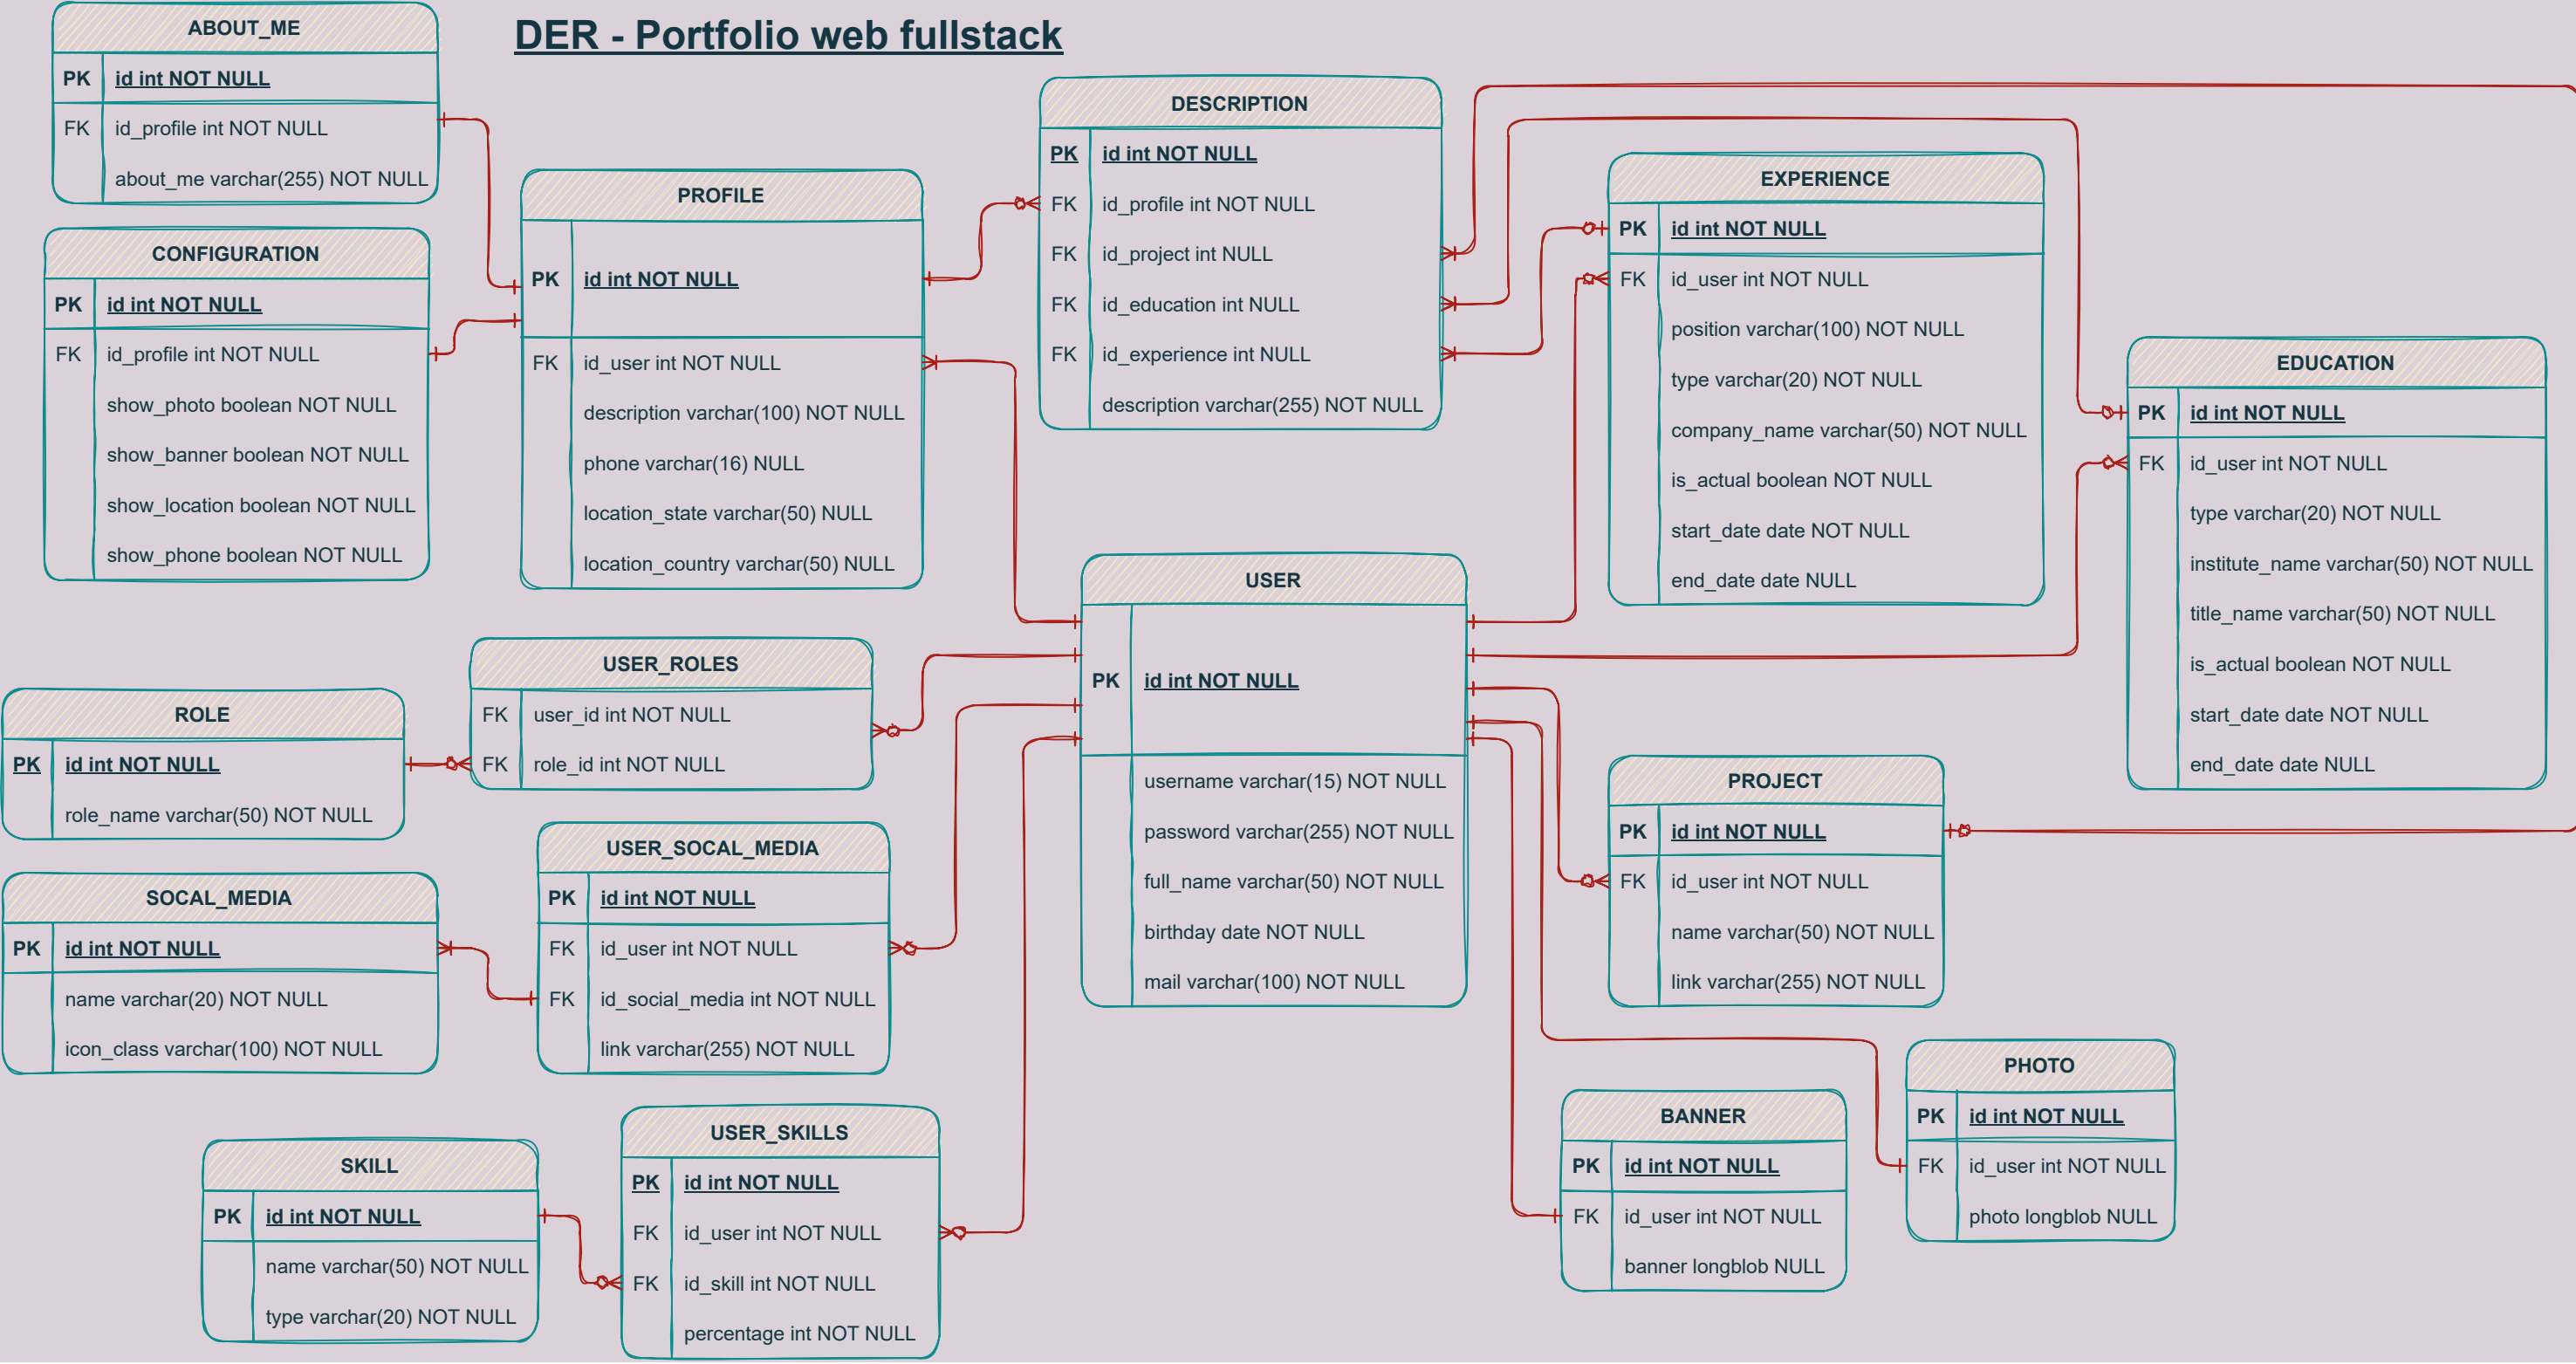 DER - Portfolio web fullstack
ABOUT_ME
PK id int NOT NULL
FK id_profile int NOT NULL
about_me varchar(255) NOT NULL
CONFIGURATION
PK id int NOT NULL
FK id_profile int NOT NULL
show_photo boolean NOT NULL
show_banner boolean NOT NULL
show_location boolean NOT NULL
show_phone boolean NOT NULL
PROFILE
PK id int NOT NULL
FK id_user int NOT NULL
description varchar(100) NOT NULL
phone varchar(16) NULL
location_state varchar(50) NULL
location_country varchar(50) NULL
DESCRIPTION
PK id int NOT NULL
FK id_profile int NOT NULL
FK id_project int NULL
FK id_education int NULL
FK id_experience int NULL
description varchar(255) NOT NULL
EXPERIENCE
PK id int NOT NULL
FK id_user int NOT NULL
position varchar(100) NOT NULL
type varchar(20) NOT NULL
company_name varchar(50) NOT NULL
is_actual boolean NOT NULL
start_date date NOT NULL
end_date date NULL
EDUCATION
PK id int NOT NULL
FK id_user int NOT NULL
type varchar(20) NOT NULL
institute_name varchar(50) NOT NULL
title_name varchar(50) NOT NULL
is_actual boolean NOT NULL
start_date date NOT NULL
end_date date NULL
USER
PK id int NOT NULL
username varchar(15) NOT NULL
password varchar(255) NOT NULL
full_name varchar(50) NOT NULL
birthday date NOT NULL
mail varchar(100) NOT NULL
USER_ROLES
FK user_id int NOT NULL
FK role_id int NOT NULL
ROLE
PK id int NOT NULL
role_name varchar(50) NOT NULL
USER_SOCAL_MEDIA
PK id int NOT NULL
FK id_user int NOT NULL
FK id_social_media int NOT NULL
link varchar(255) NOT NULL
SOCAL_MEDIA
PK id int NOT NULL
name varchar(20) NOT NULL
icon_class varchar(100) NOT NULL
PROJECT
PK id int NOT NULL
FK id_user int NOT NULL
name varchar(50) NOT NULL
link varchar(255) NOT NULL
PHOTO
PK id int NOT NULL
FK id_user int NOT NULL
photo longblob NULL
BANNER
PK id int NOT NULL
FK id_user int NOT NULL
banner longblob NULL
USER_SKILLS
PK id int NOT NULL
FK id_user int NOT NULL
FK id_skill int NOT NULL
percentage int NOT NULL
SKILL
PK id int NOT NULL
name varchar(50) NOT NULL
type varchar(20) NOT NULL